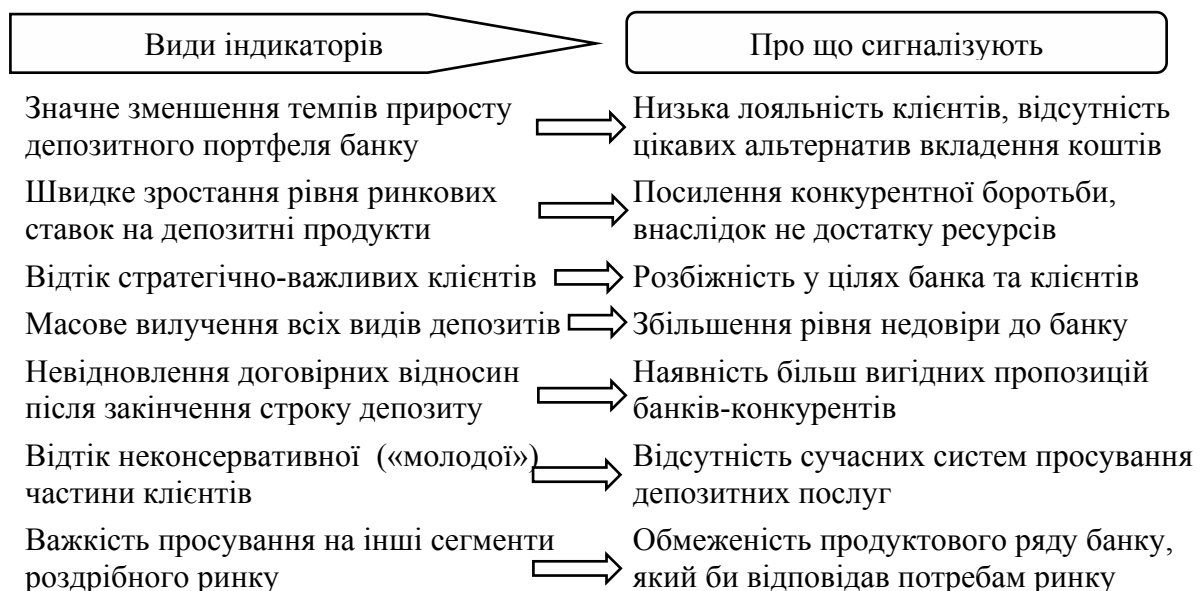 Види індикаторів
Про що сигналізують
Значне зменшення темпів приросту
депозитного портфеля банку
Низька лояльність клієнтів, відсутність
цікавих альтернатив вкладення коштів
Швидке зростання рівня ринкових
ставок на депозитні продукти
Посилення конкурентної боротьби,
внаслідок не достатку ресурсів
Відтік стратегічно-важливих клієнтів
Розбіжність у цілях банка та клієнтів
Масове вилучення всіх видів депозитів
Збільшення рівня недовіри до банку
Невідновлення договірних відносин
після закінчення строку депозиту
Наявність більш вигідних пропозицій
банків-конкурентів
Відтік неконсервативної («молодої»)
частини клієнтів
Відсутність сучасних систем просування
депозитних послуг
Важкість просування на інші сегменти
роздрібного ринку
Обмеженість продуктового ряду банку,
який би відповідав потребам ринку